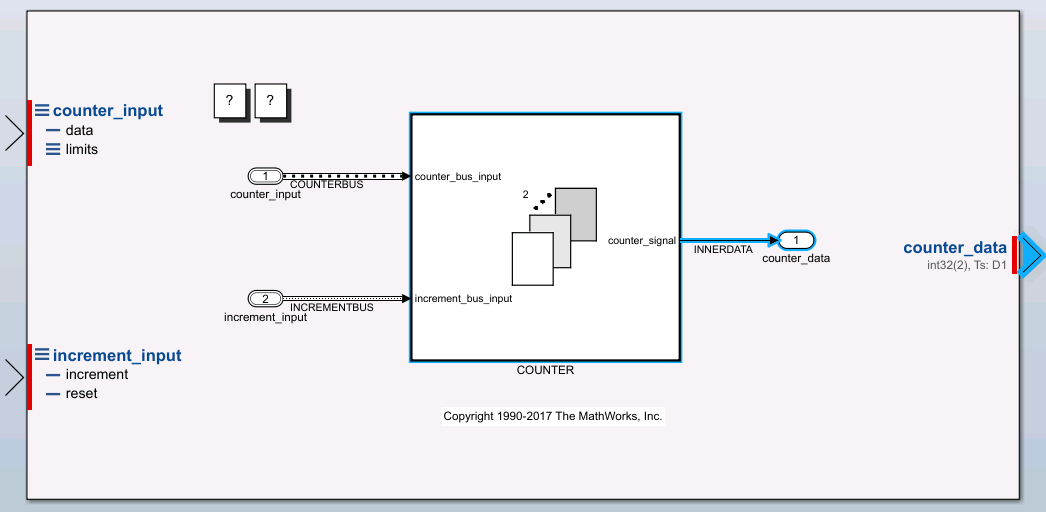 counter_input
data
limits
? ?
1
COUNTERBUS
counter_input
counter_bus_input
2
counter_signal
INNERDATA
1
counter_data
counter_data
int32(2), Ts: D1
2
INCREMENTBUS
increment_input
increment_bus_input
COUNTER
increment_input
increment
reset
Copyright 1990-2017 The MathWorks, Inc.